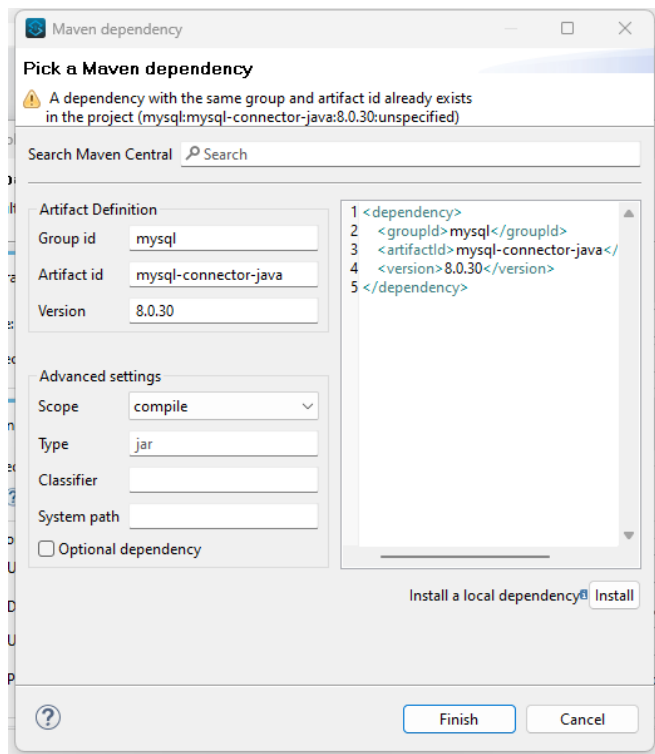 Maven dependency
Pick a Maven dependency
A dependency with the same group and artifact id already exists
in the project (mysql:mysql-connector-java:8.0.30:unspecified)
Search Maven Central
Search
Artifact Definition
Group id
mysql
Artifact id
mysql-connector-java
Version
8.0.30
1 <dependency>
2 <groupId>mysql</groupId>
3 <artifactId>mysql-connector-java</
4 <version>8.0.30</version>
5 </dependency>
Advanced settings
Scope
compile
Type
jar
Classifier
System path
Optional dependency
Install a local dependency
Install
Finish
Cancel